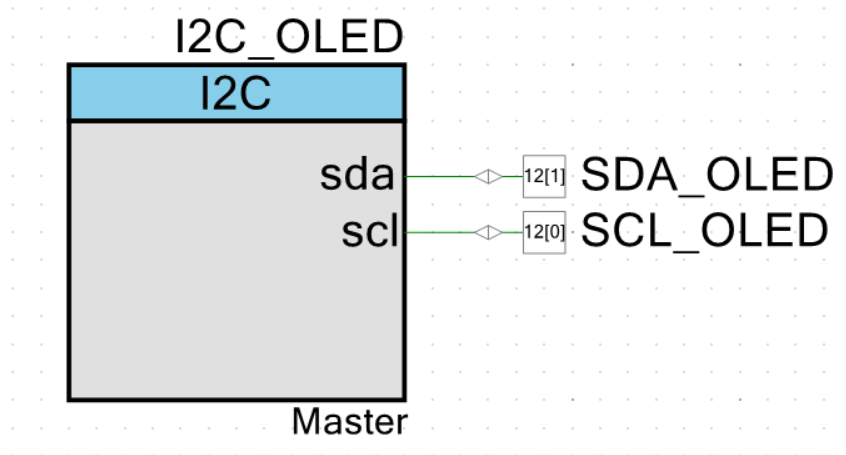 I2C_OLED
I2C
sda 12[1] SDA_OLED
scl 12[0] SCL_OLED
Master